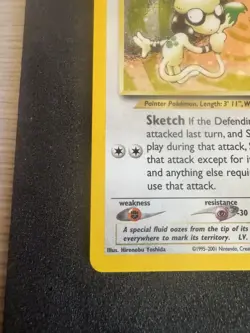 Painter Pokémon. Length: 3' 11", W
Sketch If the Defendin
attacked last turn, and S
play during that attack,
that attack except for i
and anything else requi
use that attack.
weakness
resistance
-30
A special fluid oozes from the tip of its
everywhere to mark its territory. LV.
Illus. Hironobu Yoshida
©1995-2001 Nintendo, Crea